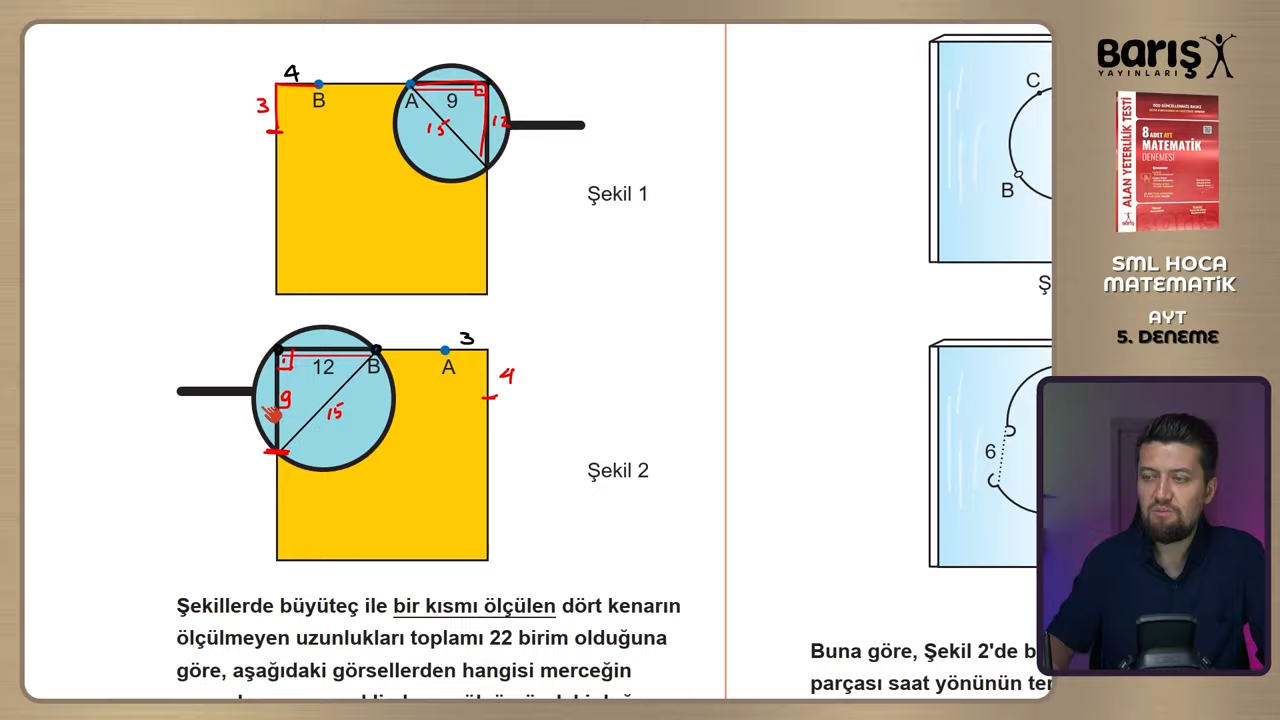 4
B
A
9
3
15
12
Şekil 1
3
12
B
A
4
9
15
Şekil 2
Şekillerde büyüteç ile bir kısmı ölçülen dört kenarın
ölçülmeyen uzunlukları toplamı 22 birim olduğuna
göre, aşağıdaki görsellerden hangisi merceğin
C
B
Ş
6
Buna göre, Şekil 2'de b
parçası saat yönünün ter
BARIŞ
YAYINLARI
ALAN YETERLİLİK TESTİ
8 ADET AYT
MATEMATİK
DENEMESİ
SML HOCA
MATEMATİK
AYT
5. DENEME